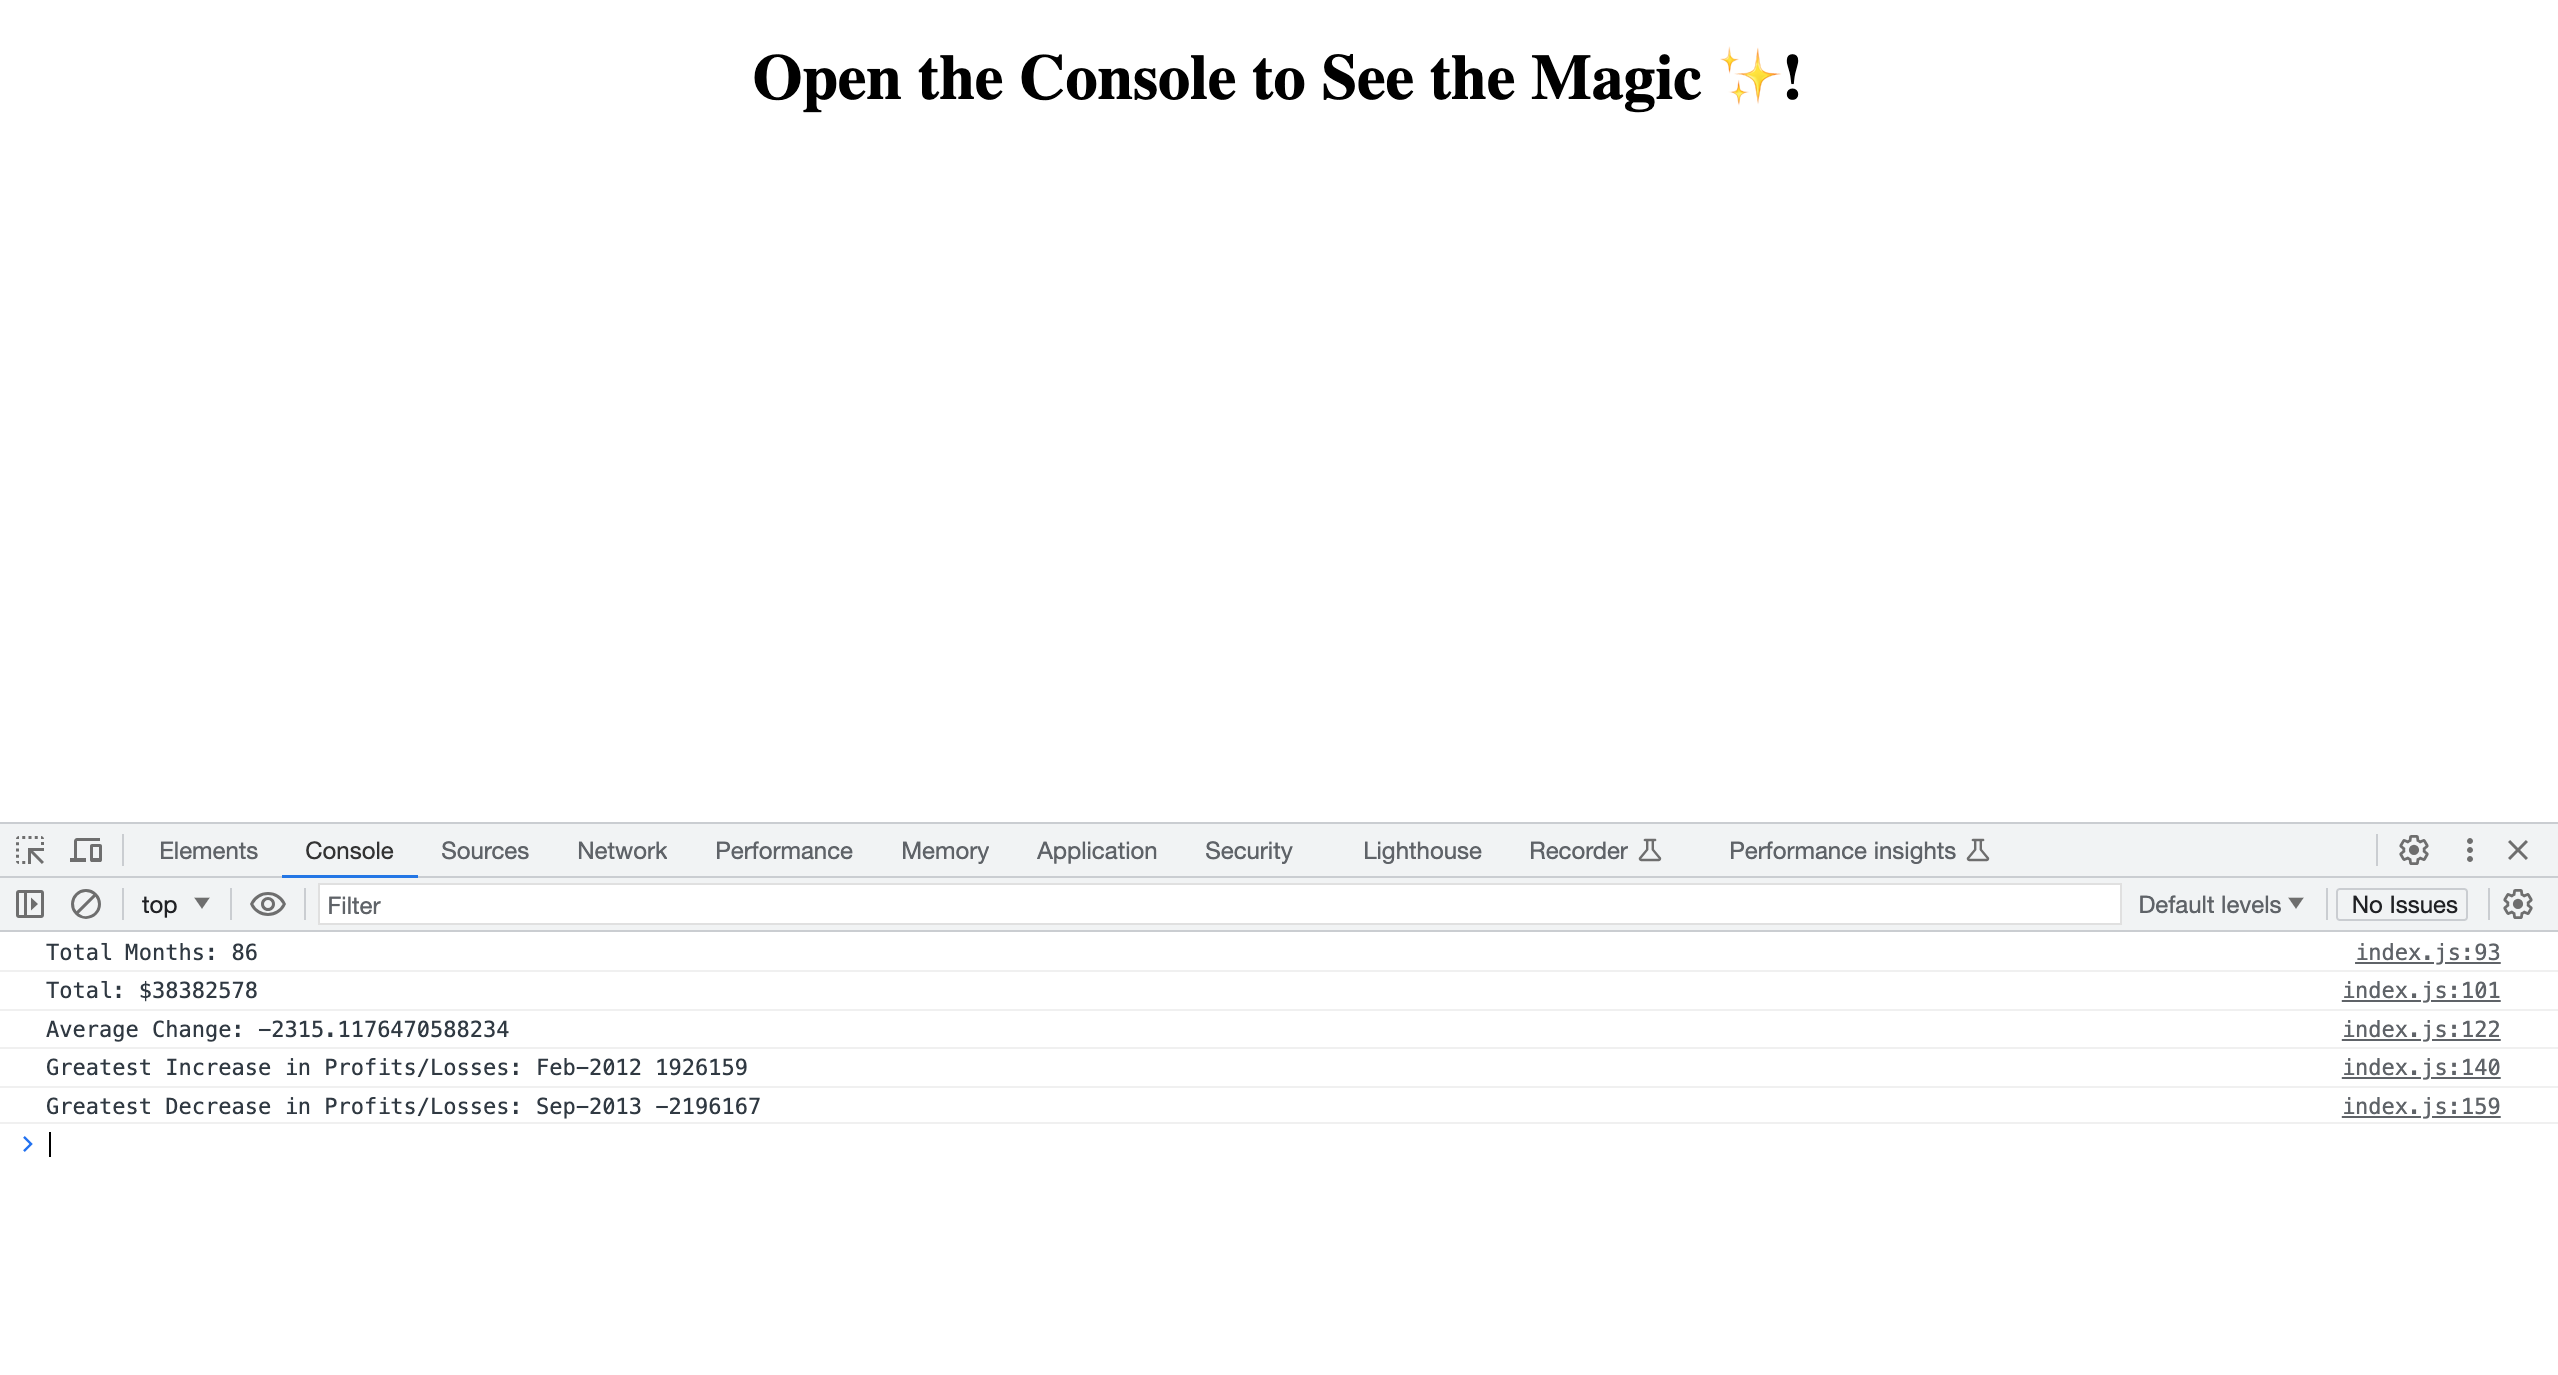 Open the Console to See the Magic ✨!
Elements Console Sources Network Performance Memory Application Security Lighthouse Recorder Performance insights
top Filter Default levels No Issues
Total Months: 86 index.js:93
Total: $38382578 index.js:101
Average Change: -2315.1176470588234 index.js:122
Greatest Increase in Profits/Losses: Feb-2012 1926159 index.js:140
Greatest Decrease in Profits/Losses: Sep-2013 -2196167 index.js:159